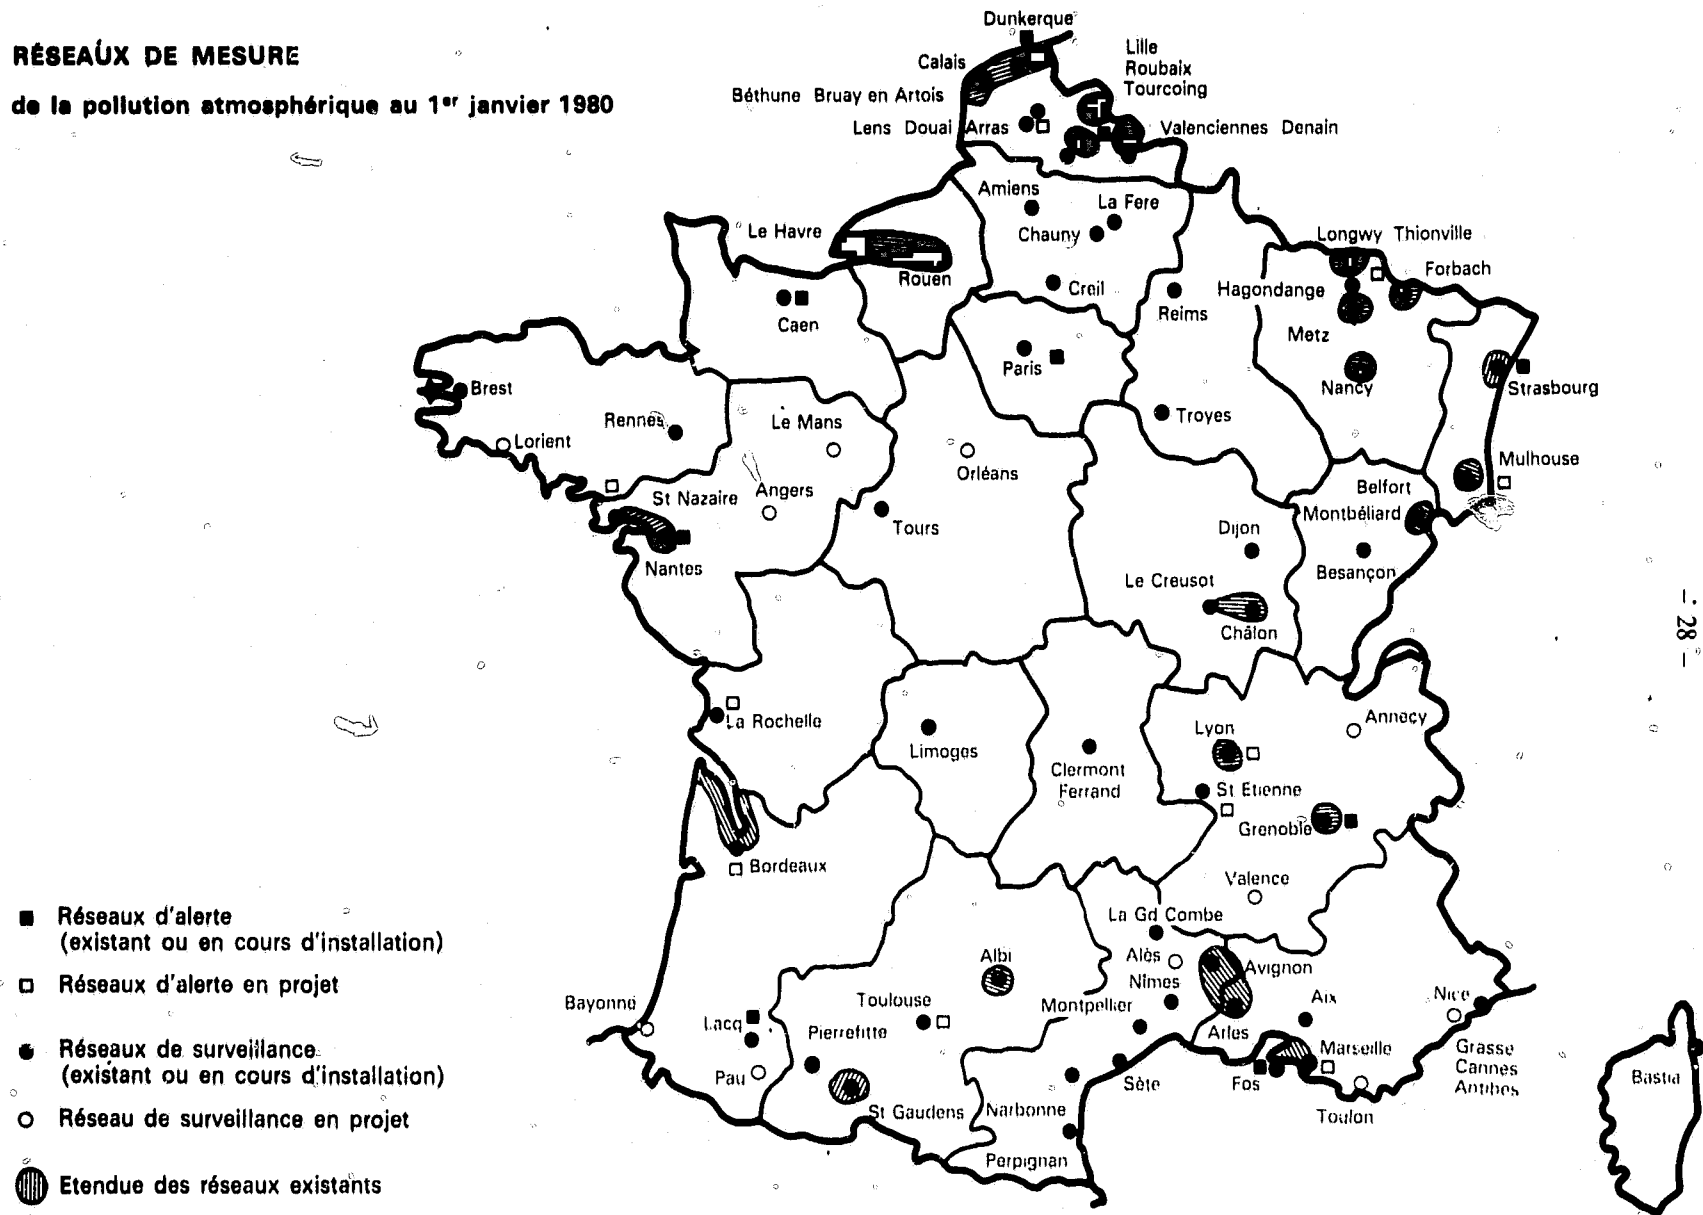 RÉSEAUX DE MESURE
de la pollution atmosphérique au 1er janvier 1980
Dunkerque
Calais
Lille
Roubaix
Tourcoing
Béthune Bruay en Artois
Lens Douai Arras
Valenciennes Denain
Amiens
La Fere
Chauny
Le Havre
Rouen
Creil
Caen
Reims
Longwy Thionville
Forbach
Hagondange
Metz
Nancy
Strasbourg
Paris
Troyes
Brest
Rennes
Le Mans
Lorient
Orléans
Mulhouse
St Nazaire
Angers
Belfort
Montbéliard
Tours
Dijon
Nantes
Besançon
Le Creusot
Châlon
- 28 -
La Rochelle
Limoges
Clermont
Ferrand
Lyon
Annecy
St Etienne
Grenoble
Bordeaux
Valence
La Gd Combe
Albi
Alès
Nîmes
Avignon
Bayonne
Lacq
Toulouse
Pierrefitte
Montpellier
Arles
Aix
Nice
Pau
St Gaudens
Narbonne
Sète
Fos
Marseille
Grasse
Cannes
Antibes
Toulon
Perpignan
Bastia
Réseaux d'alerte
(existant ou en cours d'installation)
Réseaux d'alerte en projet
Réseaux de surveillance
(existant ou en cours d'installation)
Réseau de surveillance en projet
Etendue des réseaux existants